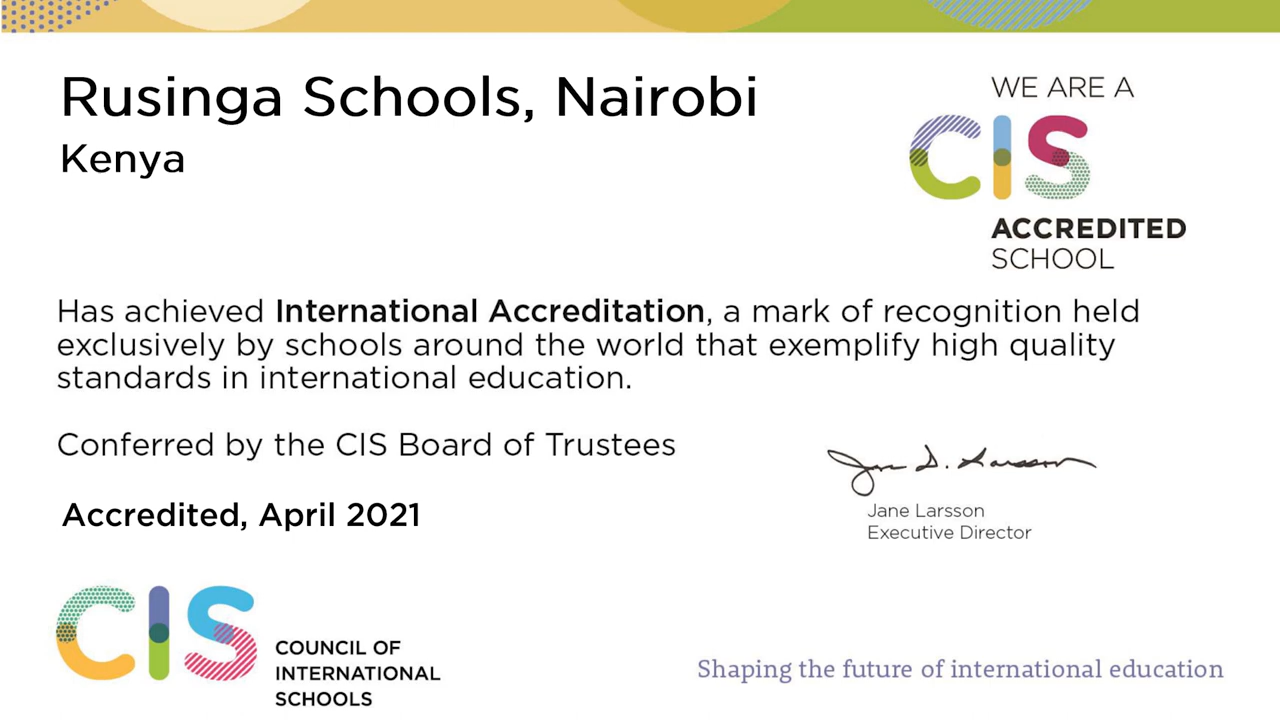 Rusinga Schools, Nairobi
Kenya
WE ARE A
CIS
ACCREDITED
SCHOOL
Has achieved International Accreditation, a mark of recognition held
exclusively by schools around the world that exemplify high quality
standards in international education.
Conferred by the CIS Board of Trustees
Jane S. Larsson
Jane Larsson
Executive Director
Accredited, April 2021
CIS
COUNCIL OF
INTERNATIONAL
SCHOOLS
Shaping the future of international education